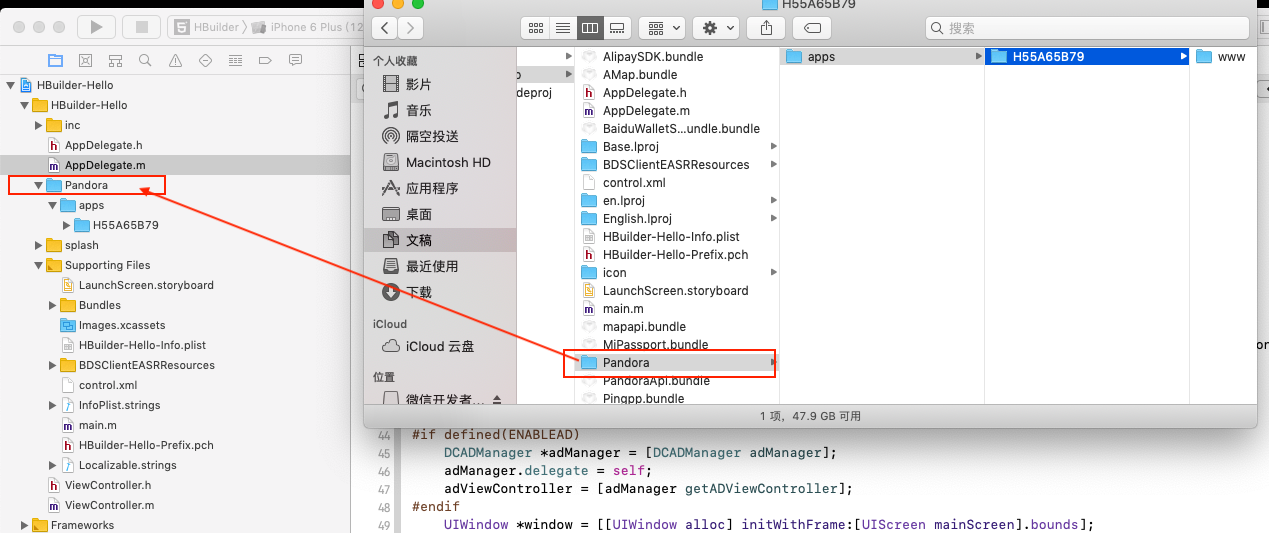 HBuilder
iPhone 6 Plus (12
HBuilder-Hello
HBuilder-Hello
inc
AppDelegate.h
AppDelegate.m
Pandora
apps
H55A65B79
splash
Supporting Files
LaunchScreen.storyboard
Bundles
Images.xcassets
HBuilder-Hello-Info.plist
BDSClientEASRResources
control.xml
InfoPlist.strings
main.m
HBuilder-Hello-Prefix.pch
Localizable.strings
ViewController.h
ViewController.m
Frameworks
H55A65B79
搜索
个人收藏
影片
音乐
隔空投送
Macintosh HD
应用程序
桌面
文稿
最近使用
下载
iCloud
iCloud 云盘
位置
微信开发者...
deproj
AlipaySDK.bundle
AMap.bundle
AppDelegate.h
AppDelegate.m
BaiduWalletS...undle.bundle
Base.lproj
BDSClientEASRResources
control.xml
en.lproj
English.lproj
HBuilder-Hello-Info.plist
HBuilder-Hello-Prefix.pch
icon
LaunchScreen.storyboard
main.m
mapapi.bundle
MiPassport.bundle
Pandora
PandoraApi.bundle
Pingpp.bundle
apps
H55A65B79
www
1 项，47.9 GB 可用
44 #if defined(ENABLEAD)
45 DCADManager *adManager = [DCADManager adManager];
46 adManager.delegate = self;
47 adViewController = [adManager getADViewController];
48 #endif
49 UIWindow *window = [[UIWindow alloc] initWithFrame:[UIScreen mainScreen].bounds];